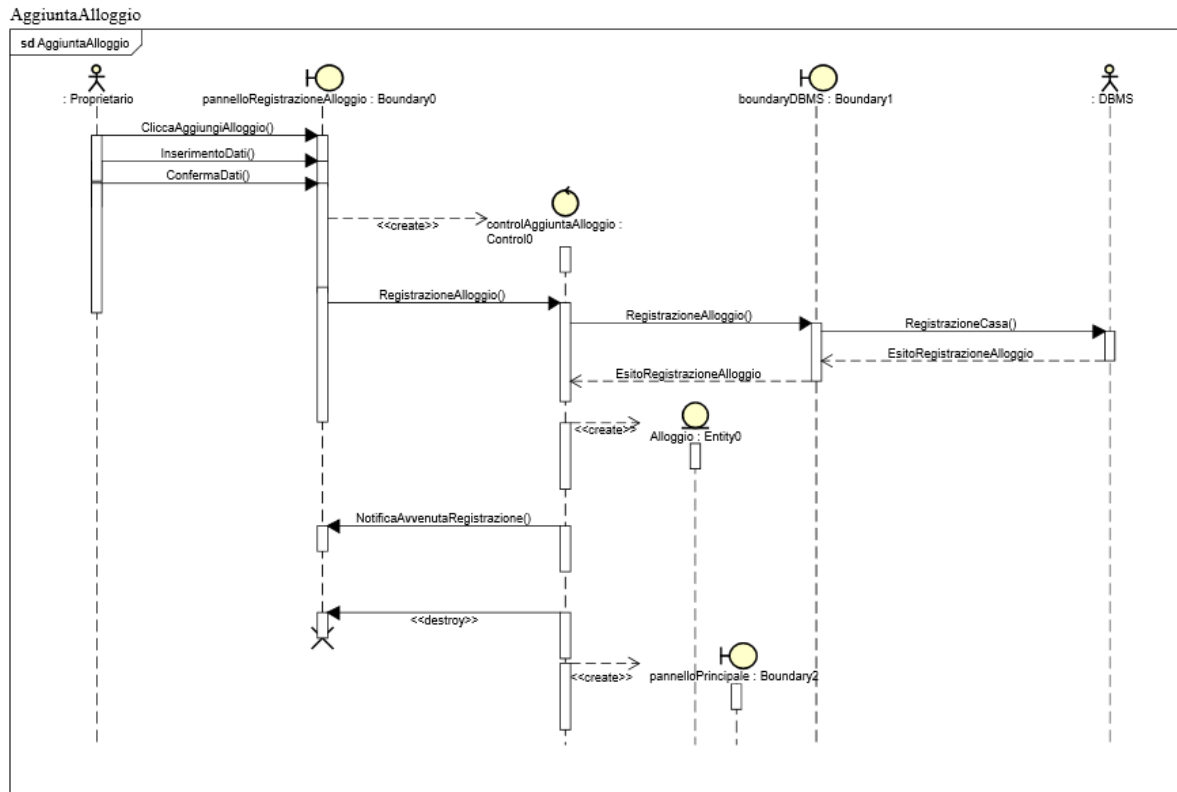 AggiuntaAlloggio
sd AggiuntaAlloggio
: Proprietario
pannelloRegistrazioneAlloggio : Boundary0
boundaryDBMS : Boundary1
: DBMS
CliccaAggiungiAlloggio()
InserimentoDati()
ConfermaDati()
<<create>>
controlAggiuntaAlloggio :
Control0
RegistrazioneAlloggio()
RegistrazioneAlloggio()
RegistrazioneCasa()
EsitoRegistrazioneAlloggio
EsitoRegistrazioneAlloggio
<<create>>
Alloggio : Entity0
NotificaAvvenutaRegistrazione()
<<destroy>>
<<create>>
pannelloPrincipale : Boundary2